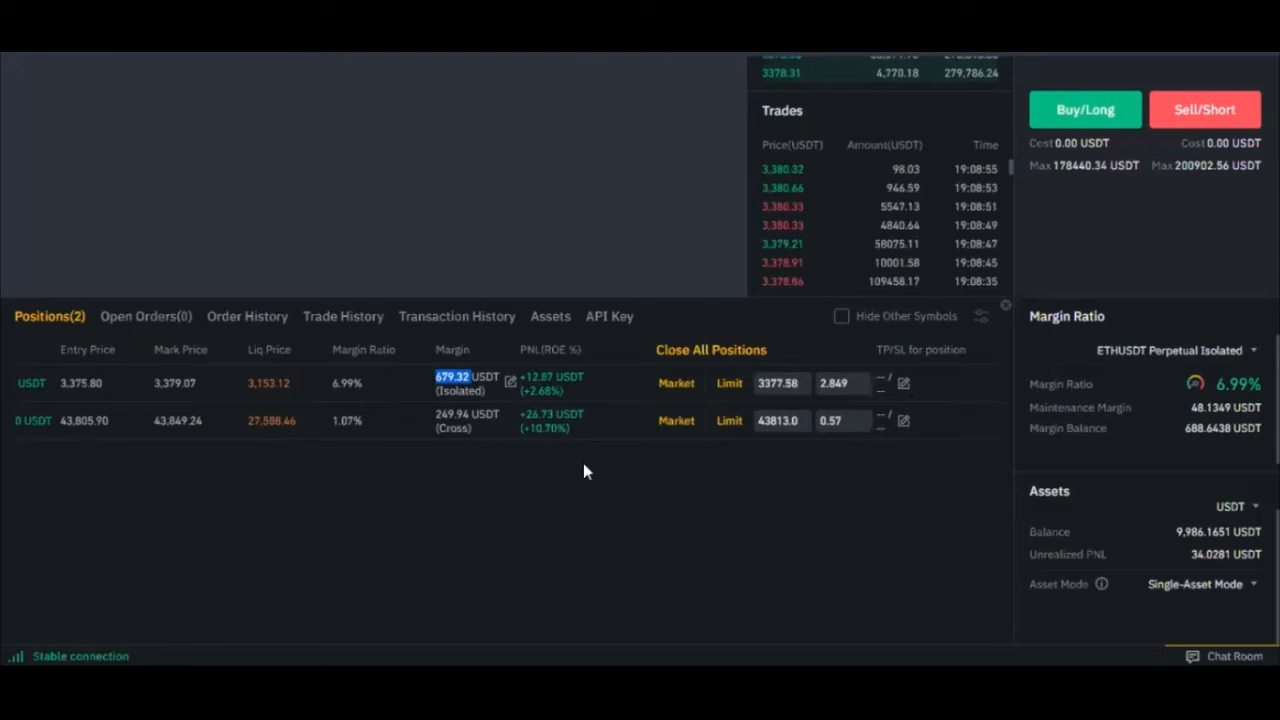 3378.31 4,770.18 279,786.24
Trades
Price(USDT) Amount(USDT) Time
3,380.32 98.03 19:08:55
3,380.66 946.59 19:08:53
3,380.33 5547.13 19:08:51
3,380.33 4840.64 19:08:49
3,379.21 58075.11 19:08:47
3,378.91 10001.58 19:08:45
3,378.86 109458.17 19:08:35
Buy/Long Sell/Short
Cost 0.00 USDT Cost 0.00 USDT
Max 178440.34 USDT Max 200902.56 USDT
Positions(2) Open Orders(0) Order History Trade History Transaction History Assets API Key Hide Other Symbols
Entry Price Mark Price Liq.Price Margin Ratio Margin PNL(ROE %) Close All Positions TP/SL for position
USDT 3,375.80 3,379.07 3,153.12 6.99% 679.32 USDT +12.87 USDT Market Limit 3377.58 2.849 -- /
(Isolated) (+2.68%) --
0 USDT 43,805.90 43,849.24 27,588.46 1.07% 249.94 USDT +26.73 USDT Market Limit 43813.0 0.57 -- /
(Cross) (+10.70%) --
Margin Ratio
ETHUSDT Perpetual Isolated
Margin Ratio 6.99%
Maintenance Margin 48.1349 USDT
Margin Balance 688.6438 USDT
Assets
USDT
Balance 9,986.1651 USDT
Unrealized PNL 34.0281 USDT
Asset Mode Single-Asset Mode
Stable connection Chat Room